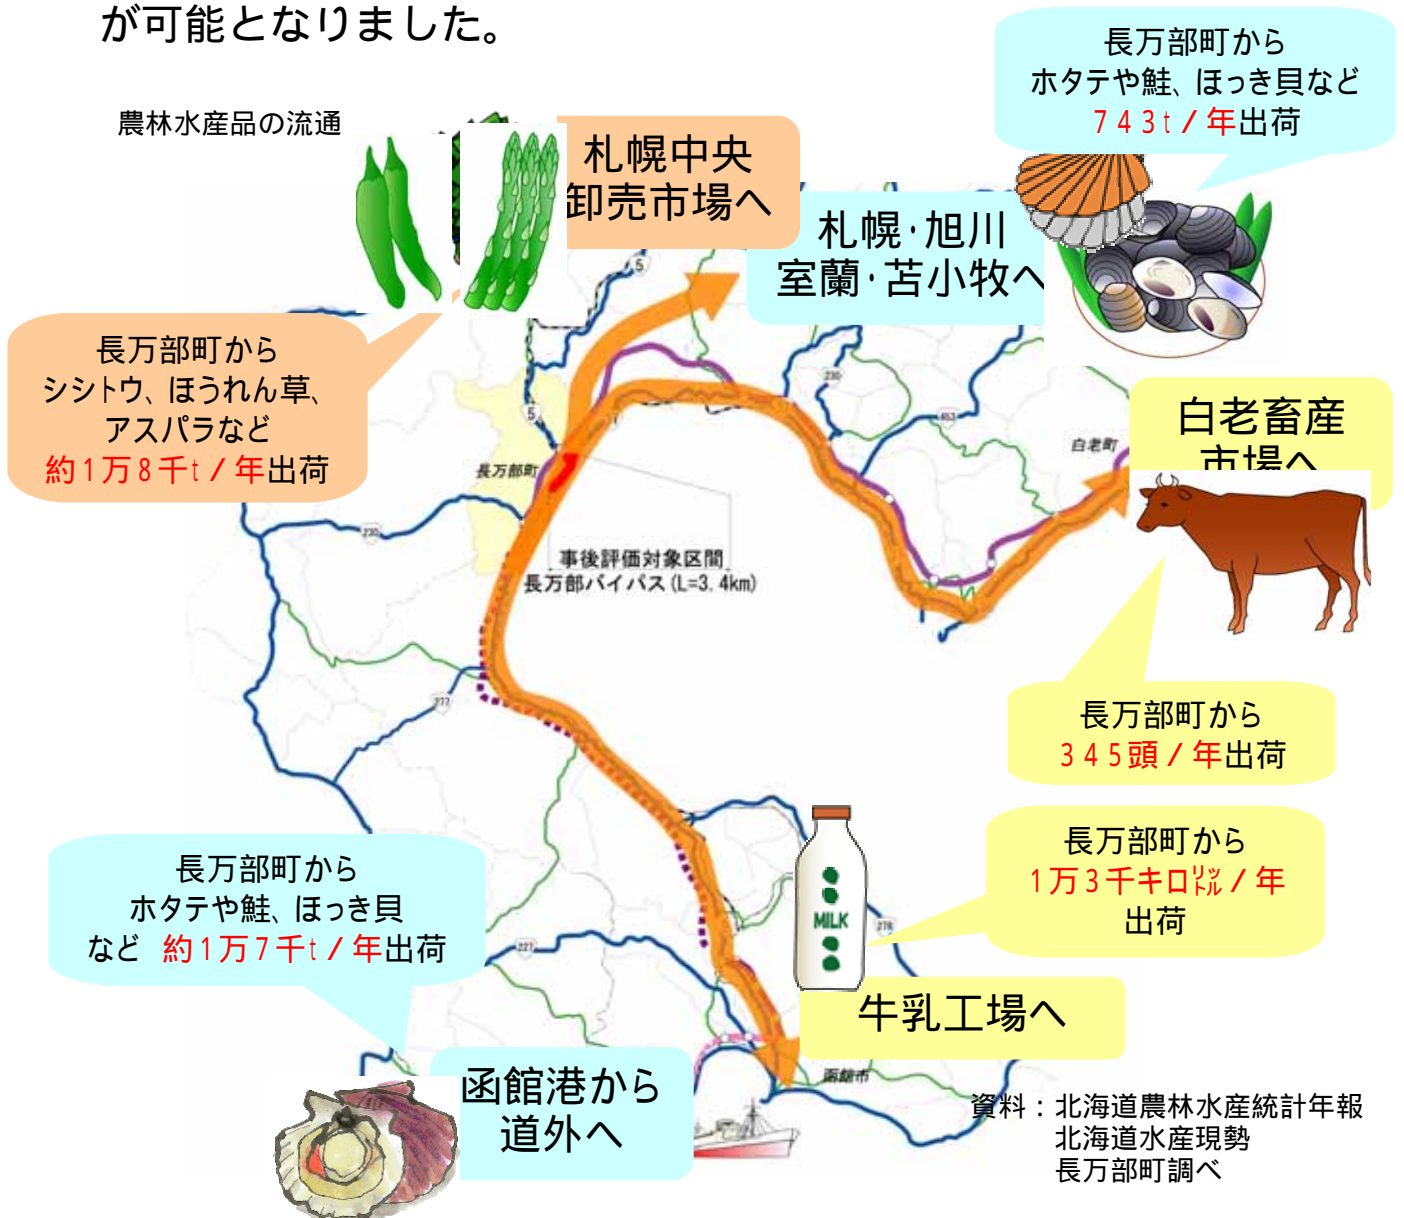 が可能となりました。
農林水産品の流通
長万部町から
ホタテや鮭、ほっき貝など
743t/年出荷
札幌中央
卸売市場へ
札幌・旭川
室蘭・苫小牧へ
長万部町から
シシトウ、ほうれん草、
アスパラなど
約1万8千t/年出荷
白老畜産
市場へ
5
5
230
453
白老町
長万部町
230
事後評価対象区間
長万部バイパス(L=3.4km)
長万部町から
345頭/年出荷
277
長万部町から
1万3千キロリットル/年
出荷
MILK
278
長万部町から
ホタテや鮭、ほっき貝
など 約1万7千t/年出荷
227
牛乳工場へ
函館市
函館港から
道外へ
資料:北海道農林水産統計年報
北海道水産現勢
長万部町調べ